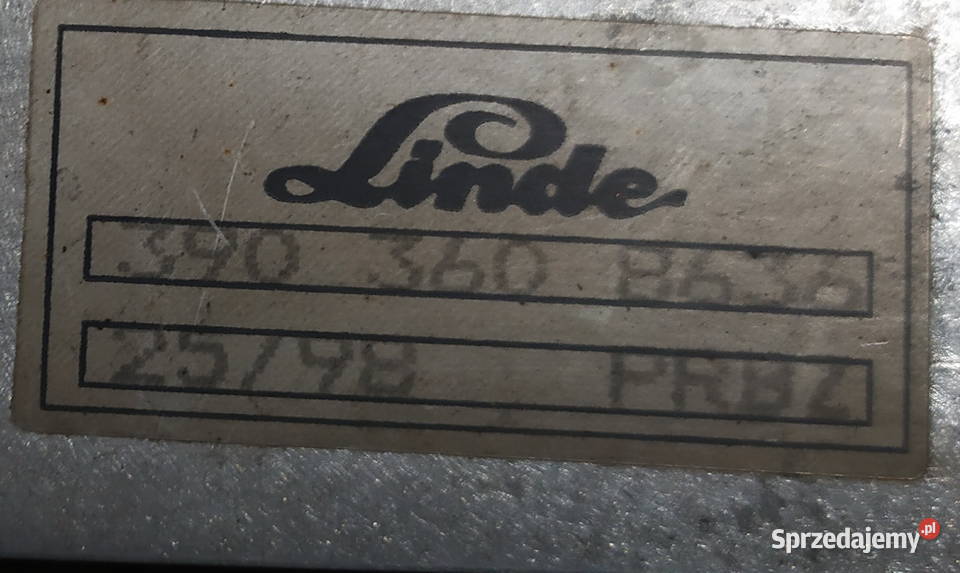 Linde
390 360 B636
25/98 PRBZ
Sprzedajemy.pl